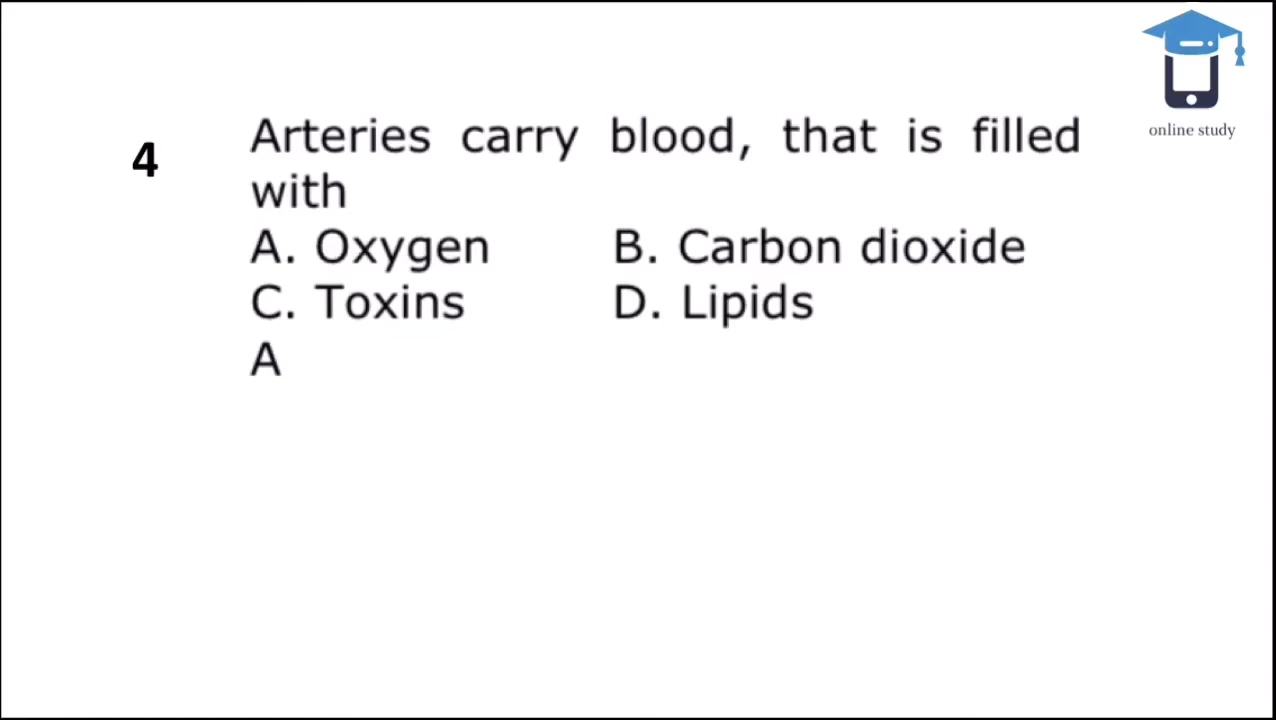 online study
4
Arteries carry blood, that is filled
with
A. Oxygen B. Carbon dioxide
C. Toxins D. Lipids
A